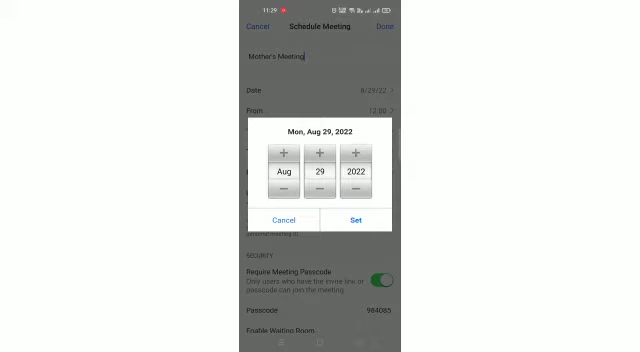 11:29
Cancel Schedule Meeting Done
Mother's Meeting
Date 8/29/22
From 12:00
Mon, Aug 29, 2022
Aug 29 2022
Cancel Set
SECURITY
Require Meeting Passcode
Only users who have the invite link or
passcode can join the meeting
Passcode 984085
Enable Waiting Room